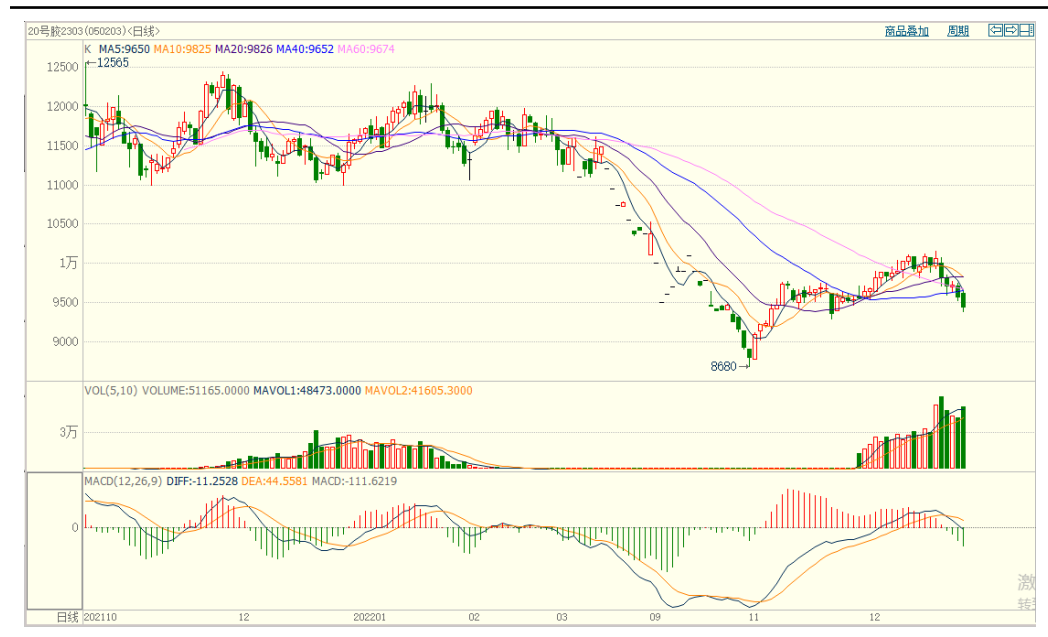 20号胶2303(050203)<日线> 商品叠加 周期
K MA5:9650 MA10:9825 MA20:9826 MA40:9652 MA60:9674
←12565
12500
12000
11500
11000
10500
1万
9500
9000
8680→
VOL(5,10) VOLUME:51165.0000 MAVOL1:48473.0000 MAVOL2:41605.3000
3万
MACD(12,26,9) DIFF:-11.2528 DEA:44.5581 MACD:-111.6219
0
激
转到
日线 202110 12 202201 02 03 09 11 12